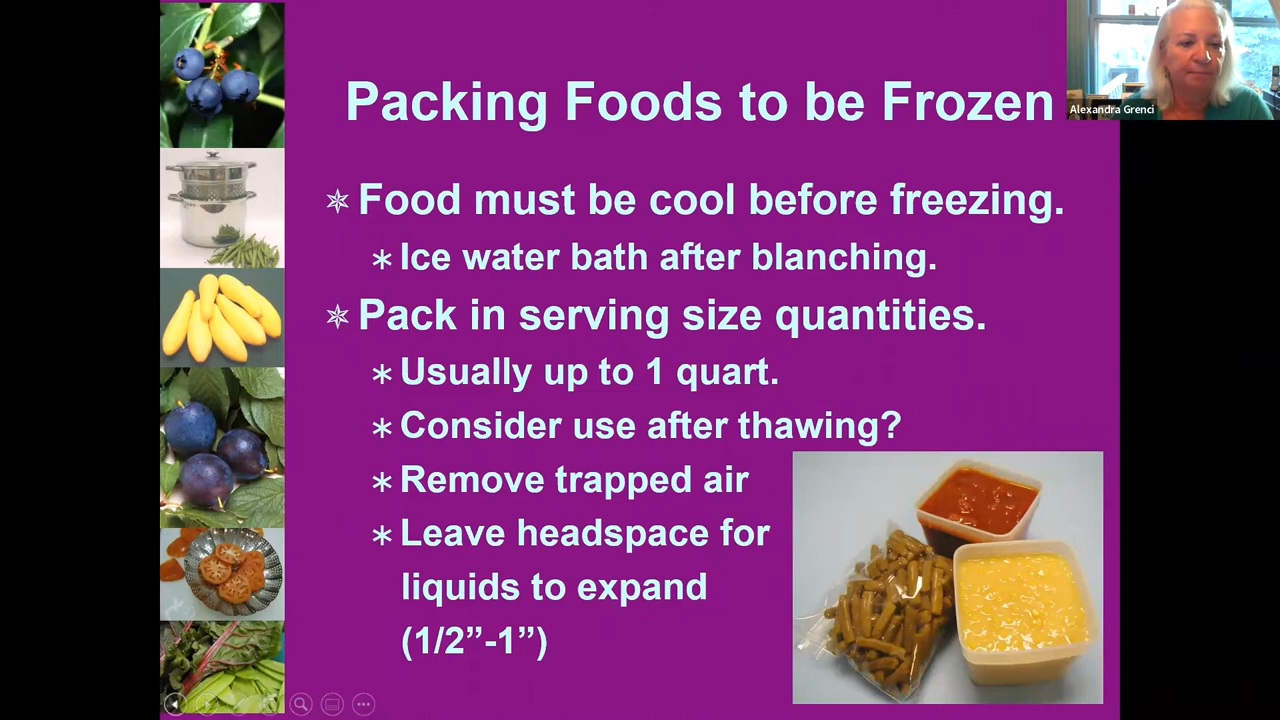 Packing Foods to be Frozen
Alexandra Grenci
Food must be cool before freezing.
Ice water bath after blanching.
Pack in serving size quantities.
Usually up to 1 quart.
Consider use after thawing?
Remove trapped air
Leave headspace for
liquids to expand
(1/2”-1”)